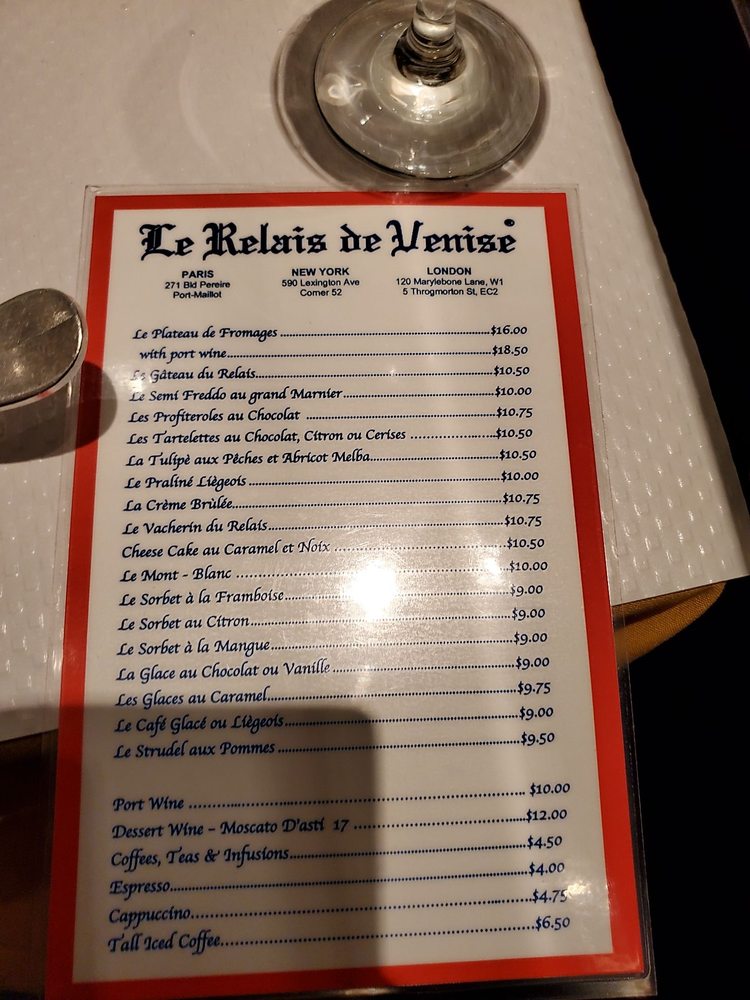 Le Relais de Venise
PARIS NEW YORK LONDON
271 Bld Pereire 590 Lexington Ave 120 Marylebone Lane, W1
Port-Maillot Corner 52 5 Throgmorton St, EC2
Le Plateau de Fromages $16.00
with port wine $18.50
Le Gâteau du Relais $10.50
Le Semi Freddo au grand Marnier $10.00
Les Profiteroles au Chocolat $10.75
Les Tartelettes au Chocolat, Citron ou Cerises $10.50
La Tulipè aux Pêches et Abricot Melba $10.50
Le Praliné Liègeois $10.00
La Crème Brùlée $10.75
Le Vacherin du Relais $10.75
Cheese Cake au Caramel et Noix $10.50
Le Mont - Blanc $10.00
Le Sorbet à la Framboise $9.00
Le Sorbet au Citron $9.00
Le Sorbet à la Mangue $9.00
La Glace au Chocolat ou Vanille $9.00
Les Glaces au Caramel $9.75
Le Café Glacé ou Liègeois $9.00
Le Strudel aux Pommes $9.50
Port Wine $10.00
Dessert Wine – Moscato D'asti 17 $12.00
Coffees, Teas & Infusions $4.50
Espresso $4.00
Cappuccino $4.75
Tall Iced Coffee $6.50